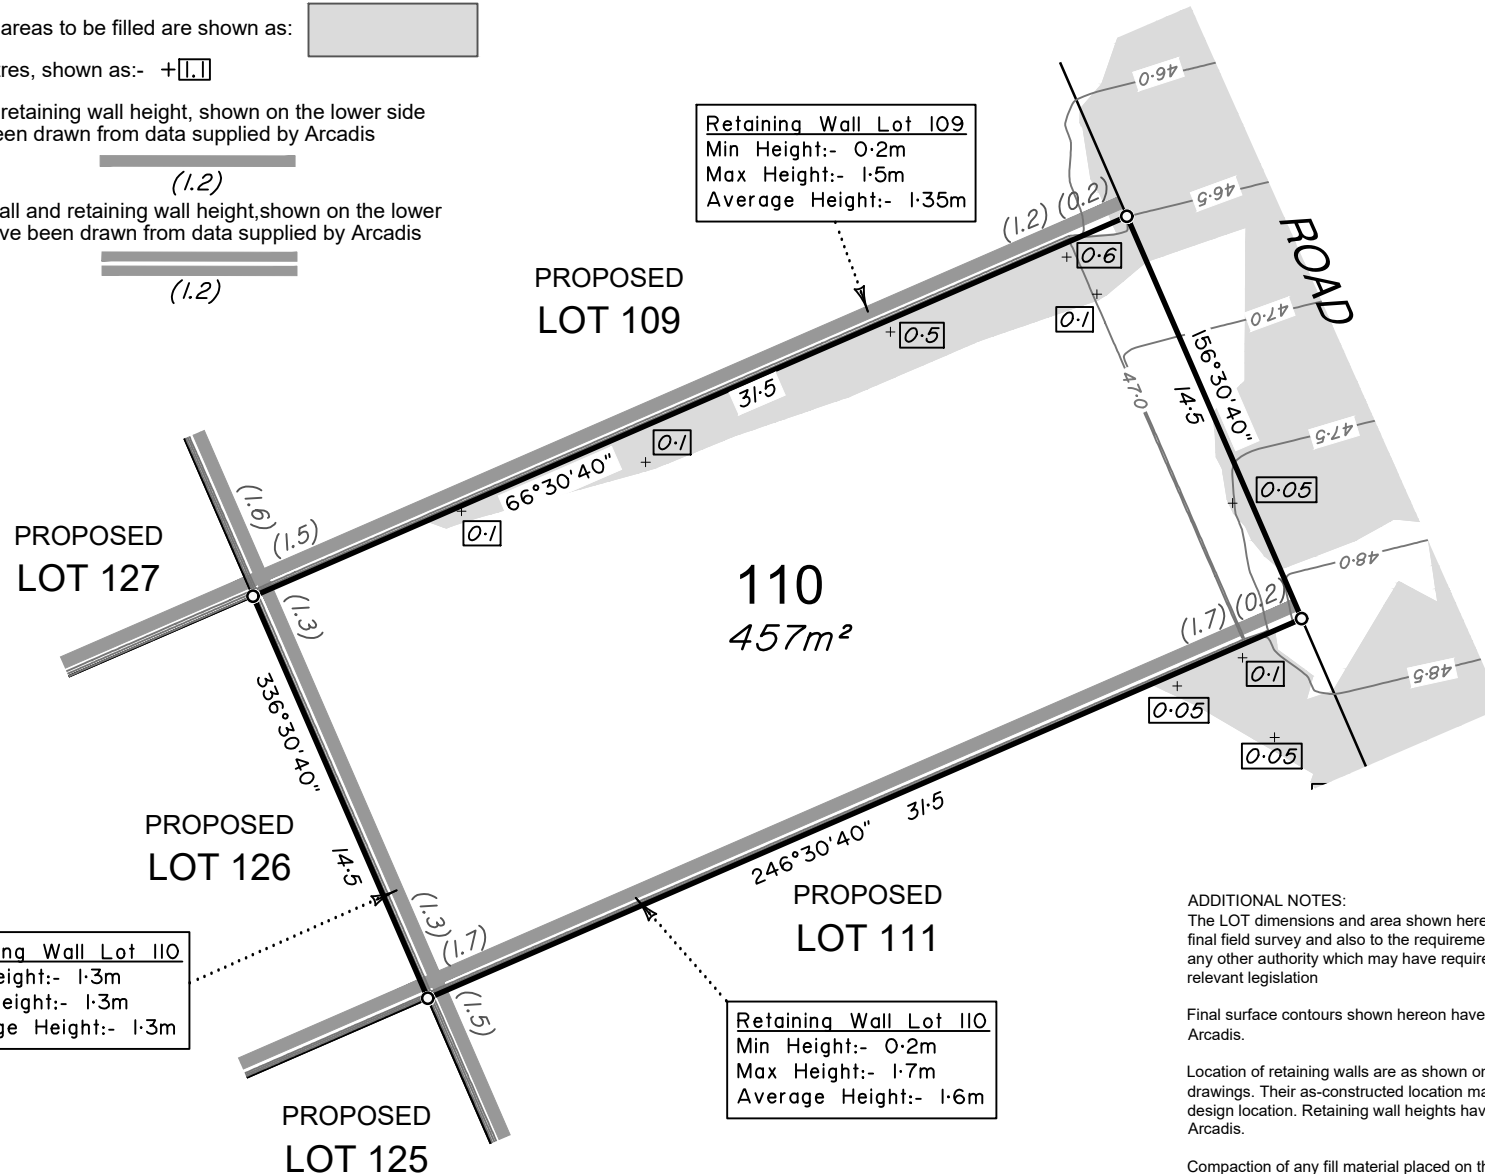 areas to be filled are shown as:
tres, shown as:- +1.1
retaining wall height, shown on the lower side
een drawn from data supplied by Arcadis
(1.2)
all and retaining wall height,shown on the lower
ve been drawn from data supplied by Arcadis
(1.2)
Retaining Wall Lot 109
Min Height:- 0·2m
Max Height:- 1·5m
Average Height:- 1·35m
46·0
46·5
ROAD
(1.2) (0.2)
0·6
0·1
0·5
47·0
47·0
PROPOSED
LOT 109
31·5
156°30'40"
14·5
47·5
0·1
66°30'40"
0·1
0·05
(1.6)
(1.5)
PROPOSED
LOT 127
(1.3)
110
457m²
48·0
(1.7) (0.2)
0·1
48·5
0·05
0·05
336°30'40"
14·5
PROPOSED
LOT 126
31·5
246°30'40"
PROPOSED
LOT 111
(1.3)
(1.7)
(1.5)
ng Wall Lot 110
eight:- 1·3m
eight:- 1·3m
ge Height:- 1·3m
Retaining Wall Lot 110
Min Height:- 0·2m
Max Height:- 1·7m
Average Height:- 1·6m
PROPOSED
LOT 125
ADDITIONAL NOTES:
The LOT dimensions and area shown here
final field survey and also to the requireme
any other authority which may have require
relevant legislation
Final surface contours shown hereon have
Arcadis.
Location of retaining walls are as shown on
drawings. Their as-constructed location ma
design location. Retaining wall heights hav
Arcadis.
Compaction of any fill material placed on th